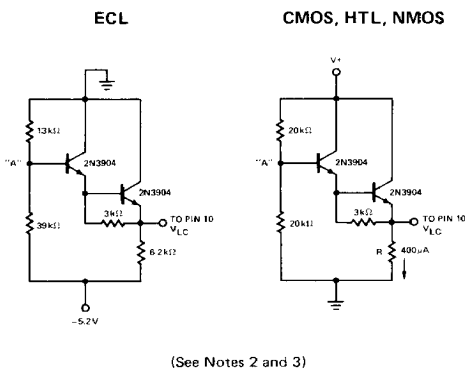 ECL
13kΩ
"A"
2N3904
2N3904
3kΩ
TO PIN 10
VLC
39kΩ
6.2kΩ
-5.2V
CMOS, HTL, NMOS
V+
20kΩ
"A"
2N3904
2N3904
3kΩ
TO PIN 10
VLC
20kΩ
R
400μA
(See Notes 2 and 3)